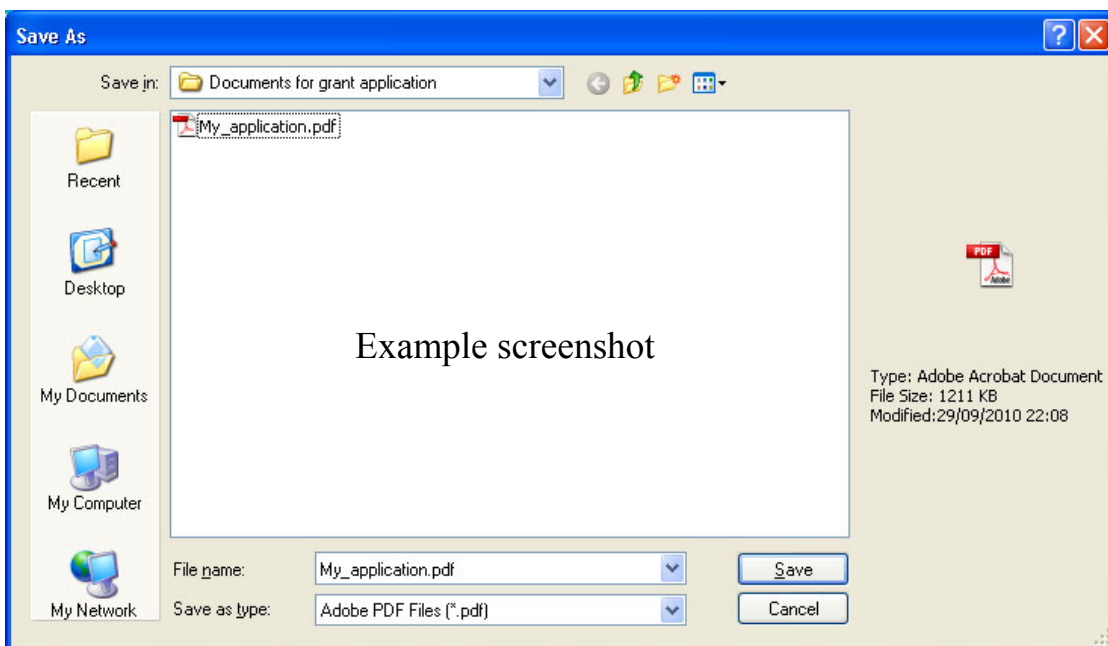 Save As
Save in:
Documents for grant application
My_application.pdf
Recent
Desktop
My Documents
My Computer
My Network
Example screenshot
PDF
Adobe
Type: Adobe Acrobat Document
File Size: 1211 KB
Modified:29/09/2010 22:08
File name:
My_application.pdf
Save
Save as type:
Adobe PDF Files (*.pdf)
Cancel